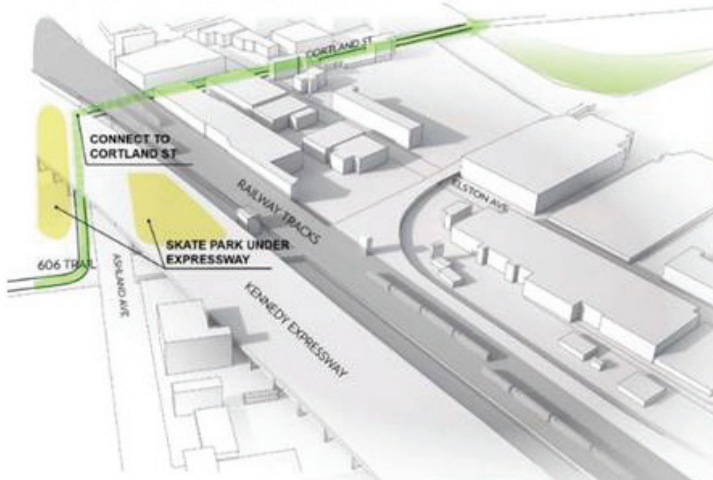 CORTLAND ST
CONNECT TO
CORTLAND ST
ELSTON AVE
RAILWAY TRACKS
SKATE PARK UNDER
EXPRESSWAY
606 TRAIL
ASHLAND AVE
KENNEDY EXPRESSWAY